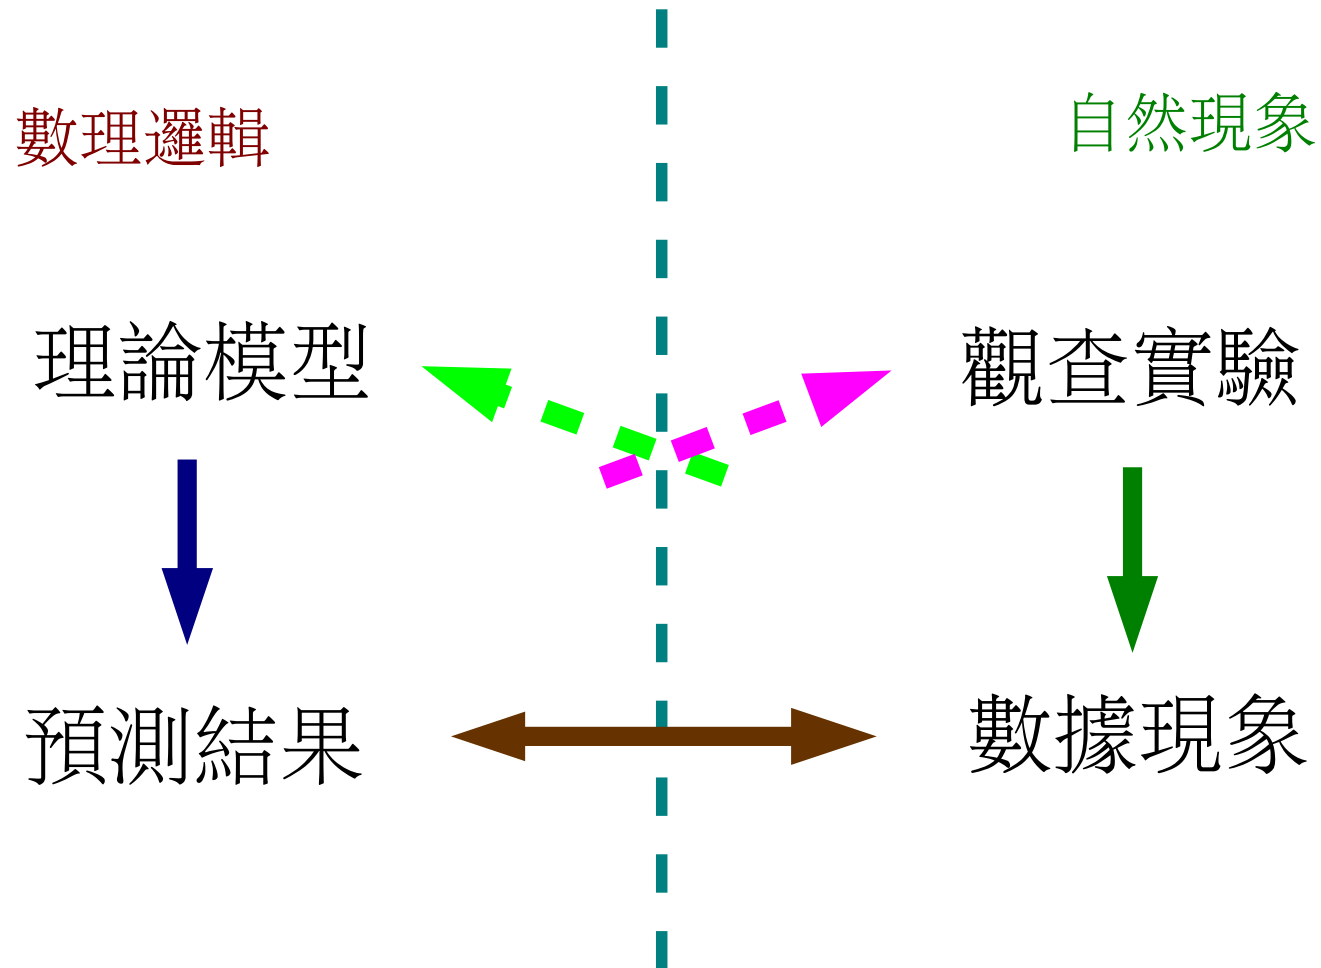 數理邏輯
自然現象
理論模型
觀查實驗
預測結果
數據現象